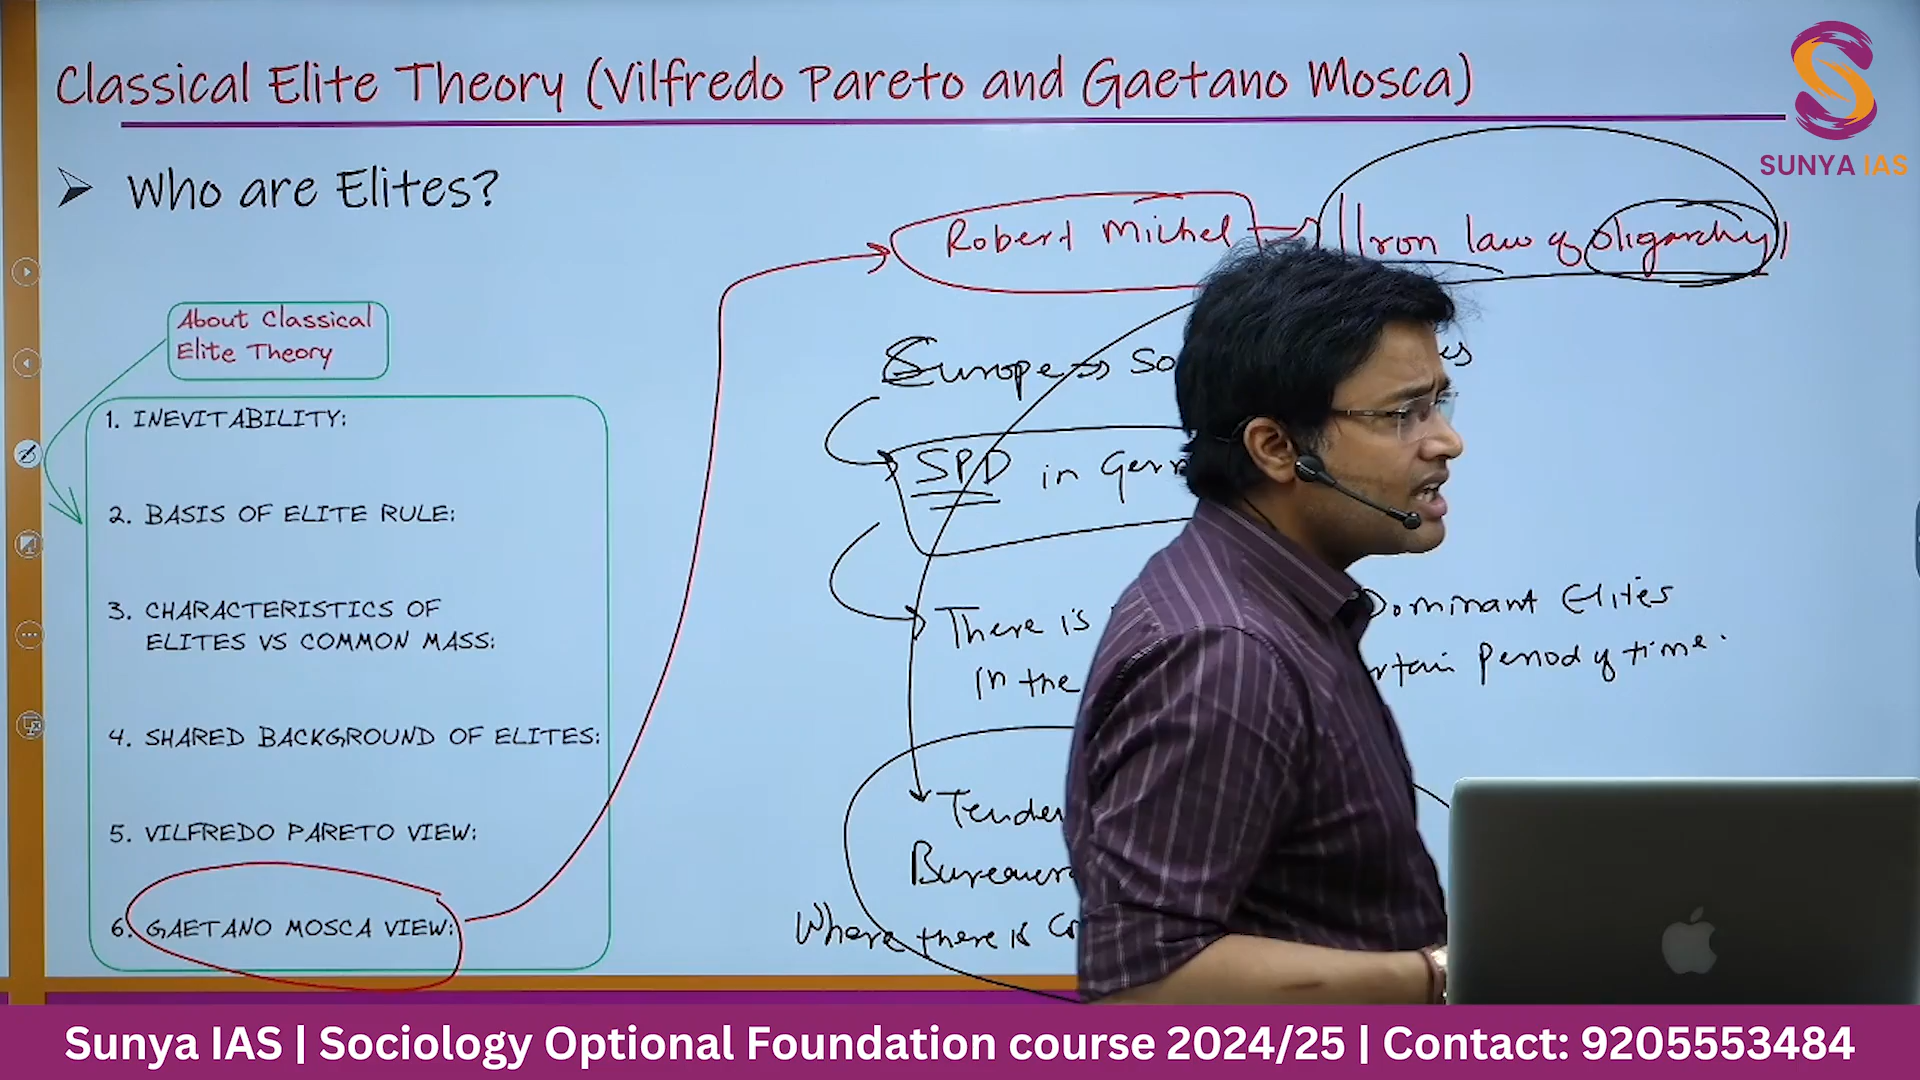 Classical Elite Theory (Vilfredo Pareto and Gaetano Mosca)
SUNYA IAS
Who are Elites?
Robert Michel
Iron law of oligarchy
About Classical
Elite Theory
Europe
SPD in Ger
1. INEVITABILITY:
2. BASIS OF ELITE RULE:
3. CHARACTERISTICS OF
ELITES VS COMMON MASS:
4. SHARED BACKGROUND OF ELITES:
5. VILFREDO PARETO VIEW:
6. GAETANO MOSCA VIEW:
There is Dominant Elites
in the period of time.
Where there is
Sunya IAS | Sociology Optional Foundation course 2024/25 | Contact: 9205553484